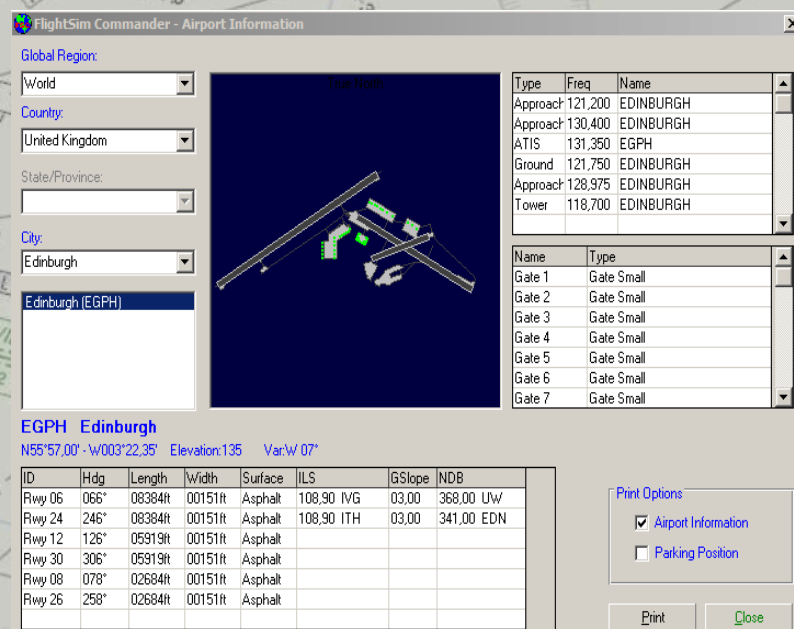 FlightSim Commander - Airport Information
Global Region:
World
Country:
United Kingdom
State/Province:
City:
Edinburgh
Edinburgh (EGPH)
Type Freq Name
Approach 121,200 EDINBURGH
Approach 130,400 EDINBURGH
ATIS 131,350 EGPH
Ground 121,750 EDINBURGH
Approach 128,975 EDINBURGH
Tower 118,700 EDINBURGH
Name Type
Gate 1 Gate Small
Gate 2 Gate Small
Gate 3 Gate Small
Gate 4 Gate Small
Gate 5 Gate Small
Gate 6 Gate Small
Gate 7 Gate Small
EGPH Edinburgh
N55°57,00' - W003°22,35' Elevation:135 Var:W 07°
ID Hdg Length Width Surface ILS GSlope NDB
Rwy 06 066° 08384ft 00151ft Asphalt 108,90 IVG 03,00 368,00 UW
Rwy 24 246° 08384ft 00151ft Asphalt 108,90 ITH 03,00 341,00 EDN
Rwy 12 126° 05919ft 00151ft Asphalt
Rwy 30 306° 05919ft 00151ft Asphalt
Rwy 08 078° 02684ft 00151ft Asphalt
Rwy 26 258° 02684ft 00151ft Asphalt
Print Options
Airport Information
Parking Position
Print Close